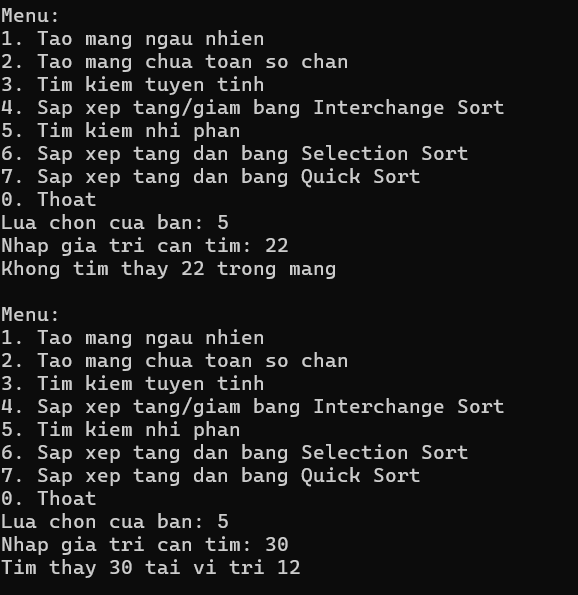 Menu:
1. Tao mang ngau nhien
2. Tao mang chua toan so chan
3. Tim kiem tuyen tinh
4. Sap xep tang/giam bang Interchange Sort
5. Tim kiem nhi phan
6. Sap xep tang dan bang Selection Sort
7. Sap xep tang dan bang Quick Sort
0. Thoat
Lua chon cua ban: 5
Nhap gia tri can tim: 22
Khong tim thay 22 trong mang

Menu:
1. Tao mang ngau nhien
2. Tao mang chua toan so chan
3. Tim kiem tuyen tinh
4. Sap xep tang/giam bang Interchange Sort
5. Tim kiem nhi phan
6. Sap xep tang dan bang Selection Sort
7. Sap xep tang dan bang Quick Sort
0. Thoat
Lua chon cua ban: 5
Nhap gia tri can tim: 30
Tim thay 30 tai vi tri 12